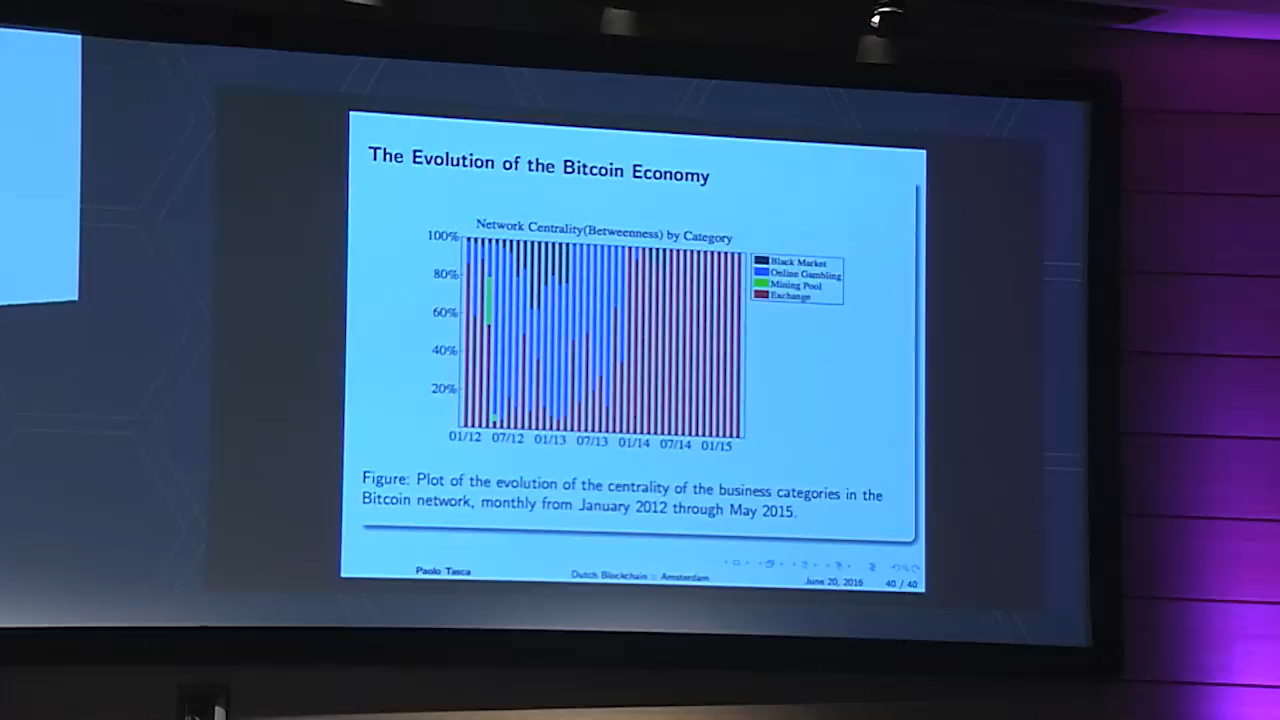 The Evolution of the Bitcoin Economy
Network Centrality(Betweenness) by Category
100%
80%
60%
40%
20%
01/12 07/12 01/13 07/13 01/14 07/14 01/15
Black Market
Online Gambling
Mining Pool
Exchange
Figure: Plot of the evolution of the centrality of the business categories in the
Bitcoin network, monthly from January 2012 through May 2015.
Paolo Tasca Dutch Blockchain :: Amsterdam June 20, 2016 40 / 40